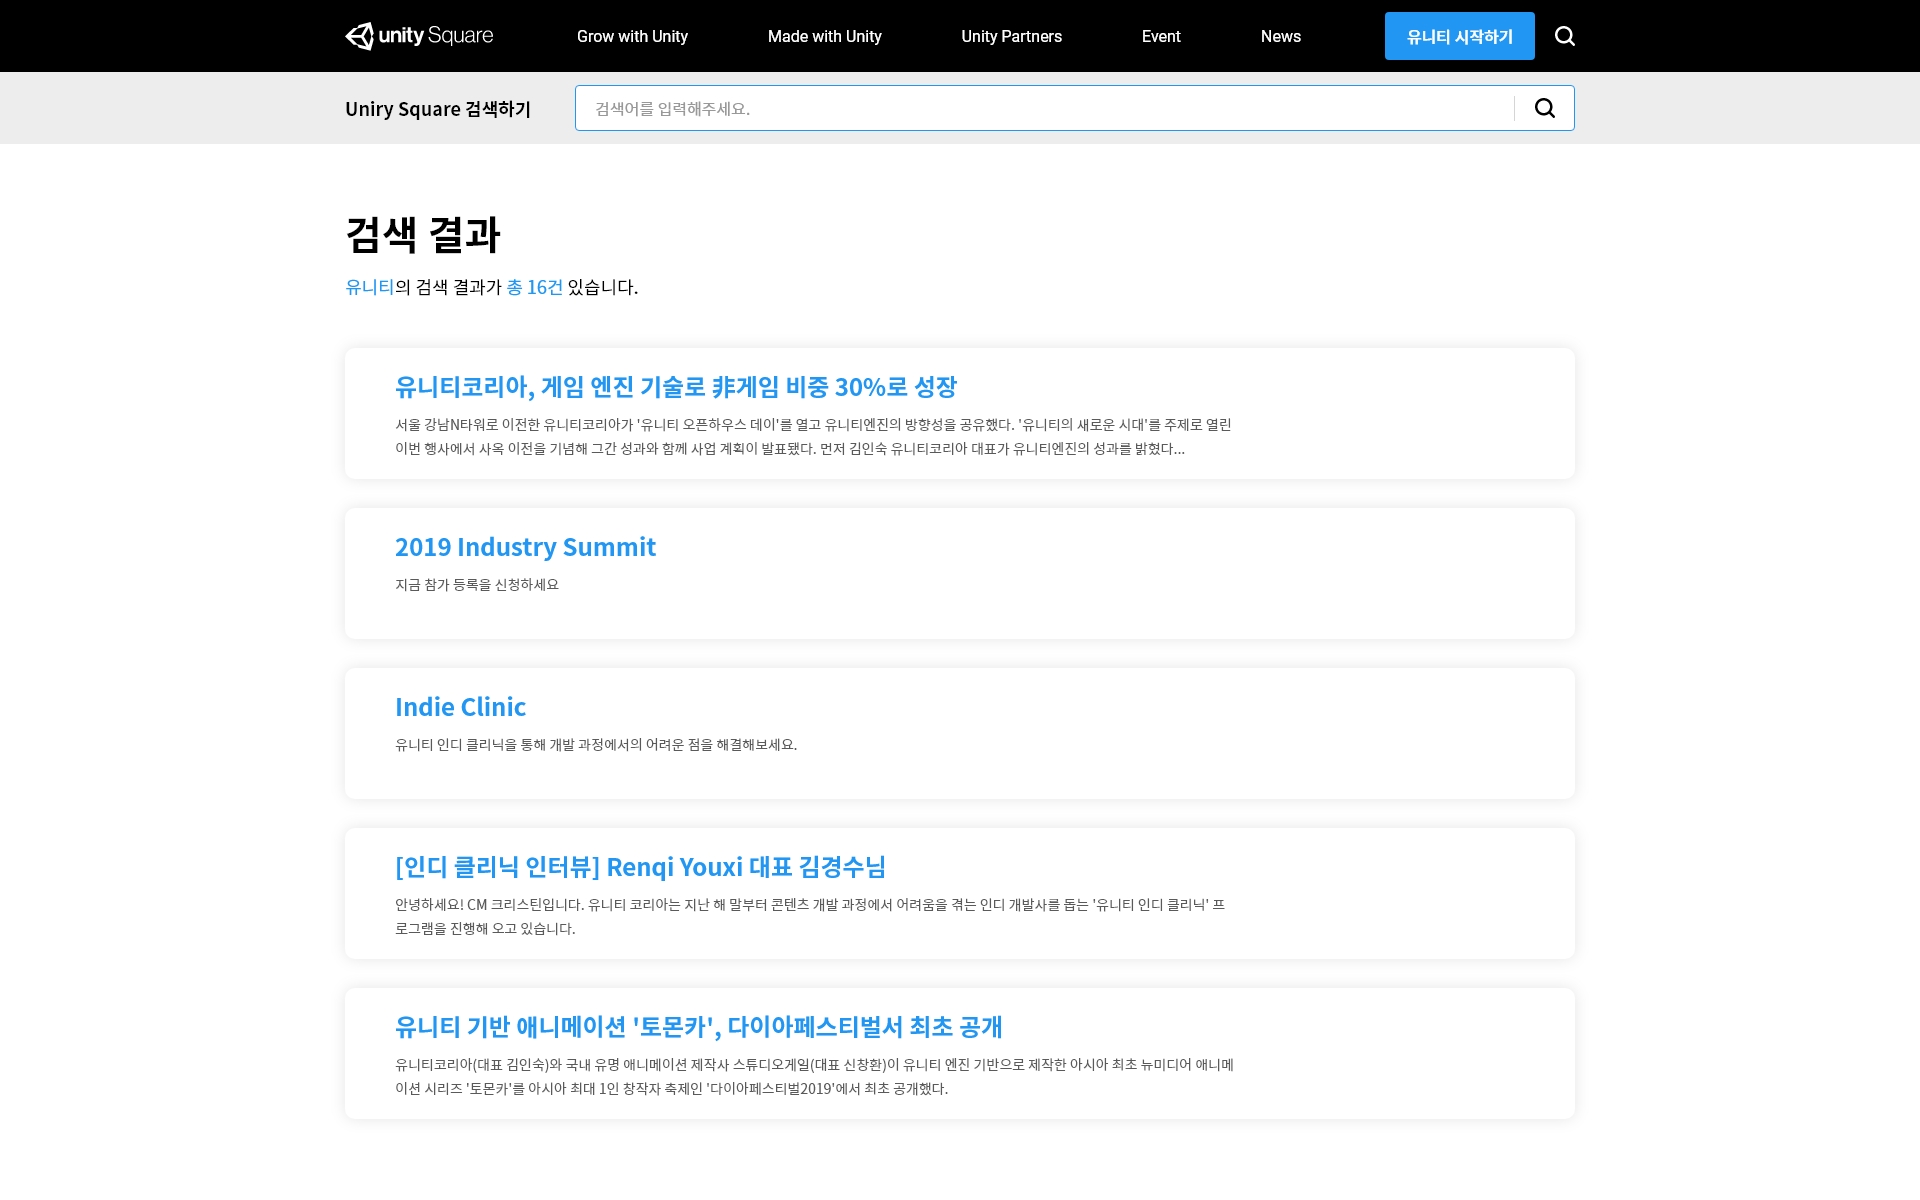 unity Square
Grow with Unity
Made with Unity
Unity Partners
Event
News
유니티 시작하기
Uniry Square 검색하기
검색어를 입력해주세요.
검색 결과
유니티의 검색 결과가 총 16건 있습니다.
유니티코리아, 게임 엔진 기술로 非게임 비중 30%로 성장
서울 강남N타워로 이전한 유니티코리아가 '유니티 오픈하우스 데이'를 열고 유니티엔진의 방향성을 공유했다. '유니티의 새로운 시대'를 주제로 열린
이번 행사에서 사옥 이전을 기념해 그간 성과와 함께 사업 계획이 발표됐다. 먼저 김인숙 유니티코리아 대표가 유니티엔진의 성과를 밝혔다...
2019 Industry Summit
지금 참가 등록을 신청하세요
Indie Clinic
유니티 인디 클리닉을 통해 개발 과정에서의 어려운 점을 해결해보세요.
[인디 클리닉 인터뷰] Renqi Youxi 대표 김경수님
안녕하세요! CM 크리스틴입니다. 유니티 코리아는 지난 해 말부터 콘텐츠 개발 과정에서 어려움을 겪는 인디 개발사를 돕는 '유니티 인디 클리닉' 프
로그램을 진행해 오고 있습니다.
유니티 기반 애니메이션 '토몬카', 다이아페스티벌서 최초 공개
유니티코리아(대표 김인숙)와 국내 유명 애니메이션 제작사 스튜디오게일(대표 신창환)이 유니티 엔진 기반으로 제작한 아시아 최초 뉴미디어 애니메
이션 시리즈 '토몬카'를 아시아 최대 1인 창작자 축제인 '다이아페스티벌2019'에서 최초 공개했다.